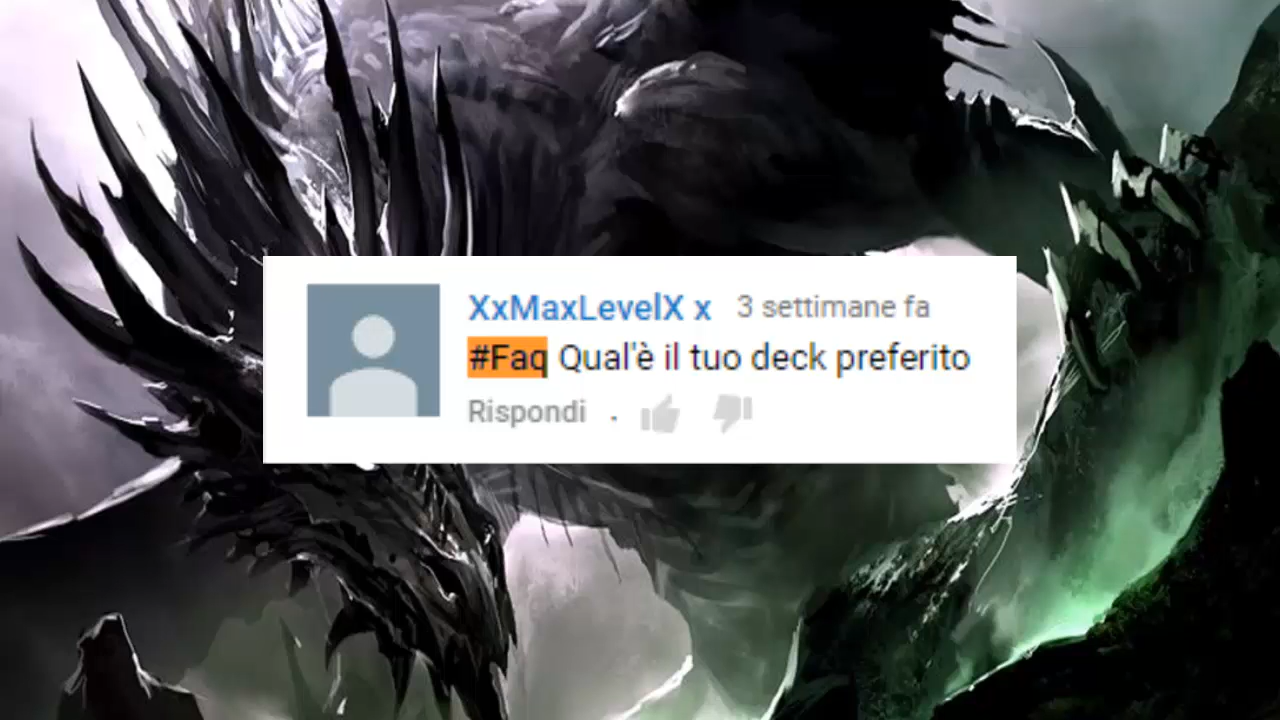 XxMaxLevelX x 3 settimane fa
#Faq Qual'è il tuo deck preferito
Rispondi .